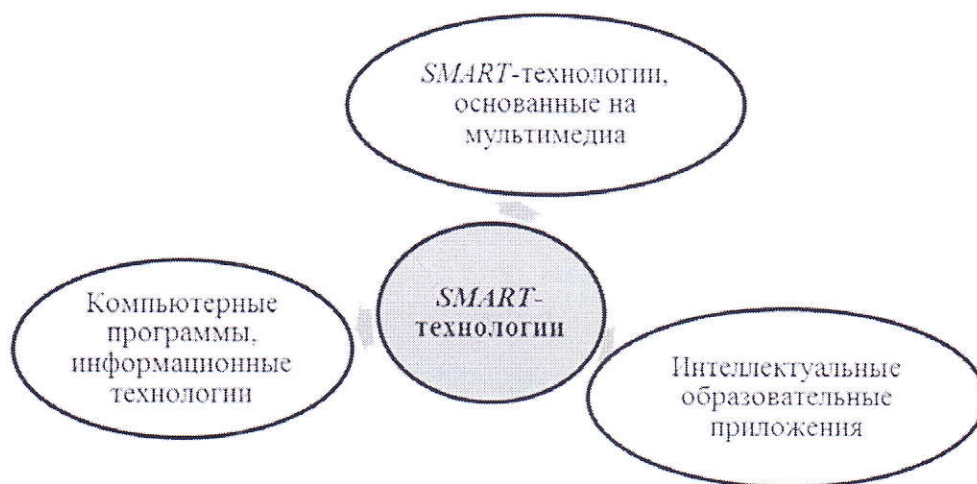 SMART-технологии,
основанные на
мультимедиа
SMART-
технологии
Компьютерные
программы,
информационные
технологии
Интеллектуальные
образовательные
приложения